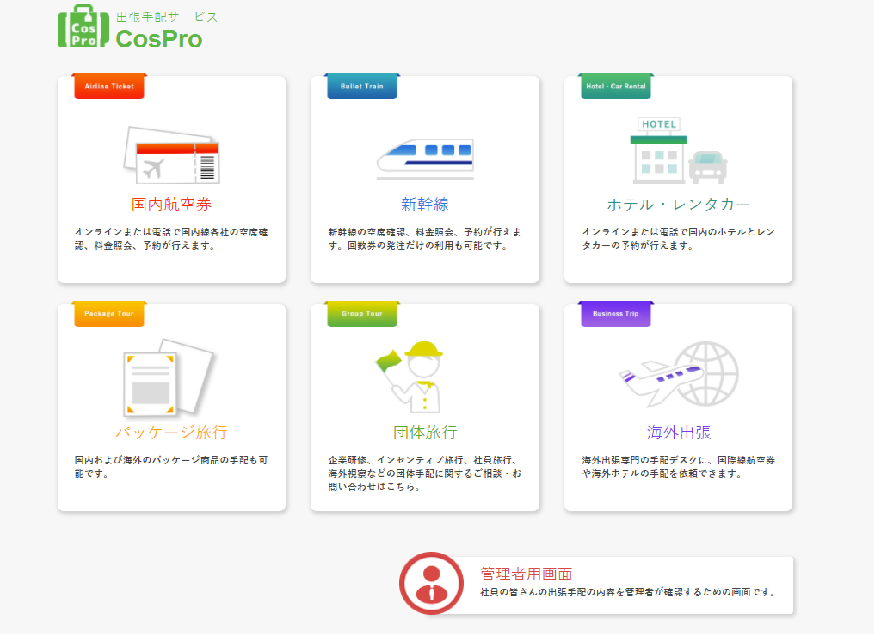 Cos
Pro
出張手配サービス
CosPro
Airline Ticket
国内航空券
オンラインまたは電話で国内線各社の空席確
認、料金照会、予約が行えます。
Bullet Train
新幹線
新幹線の空席確認、料金照会、予約が行えま
す。回数券の発注だけの利用も可能です。
Hotel・Car Rental
HOTEL
ホテル・レンタカー
オンラインまたは電話で国内のホテルとレン
タカーの予約が行えます。
Package Tour
パッケージ旅行
国内および海外のパッケージ商品の手配も可
能です。
Group Tour
団体旅行
企業研修、インセンティブ旅行、社員旅行、
海外視察などの団体手配に関するご相談・お
問い合わせはこちら。
Business Trip
海外出張
海外出張専門の手配デスクに、国際線航空券
や海外ホテルの手配を依頼できます。
管理者用画面
社員の皆さんの出張手配の内容を管理者が確認するための画面です。